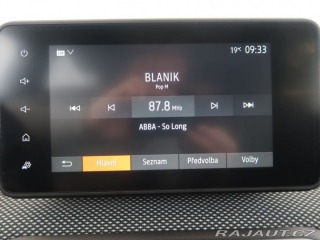 19°C 09:33
BLANIK
Pop M
87.8 MHz
ABBA - So Long
Hlavní Seznam Předvolba Volby
RAJAUT.CZ